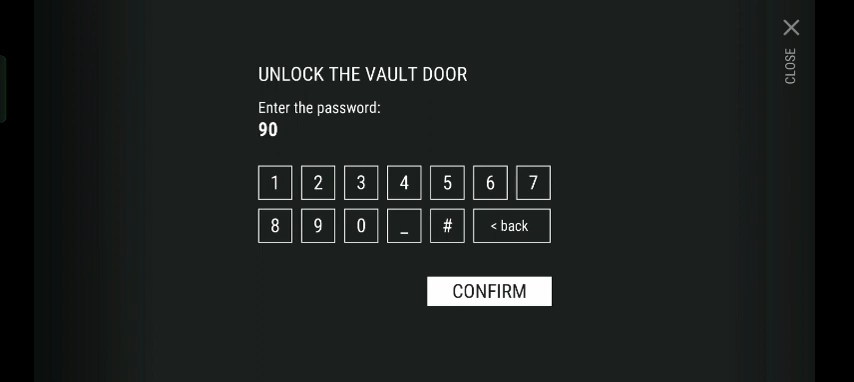 CLOSE
UNLOCK THE VAULT DOOR
Enter the password:
90
1 2 3 4 5 6 7
8 9 0 _ # < back
CONFIRM